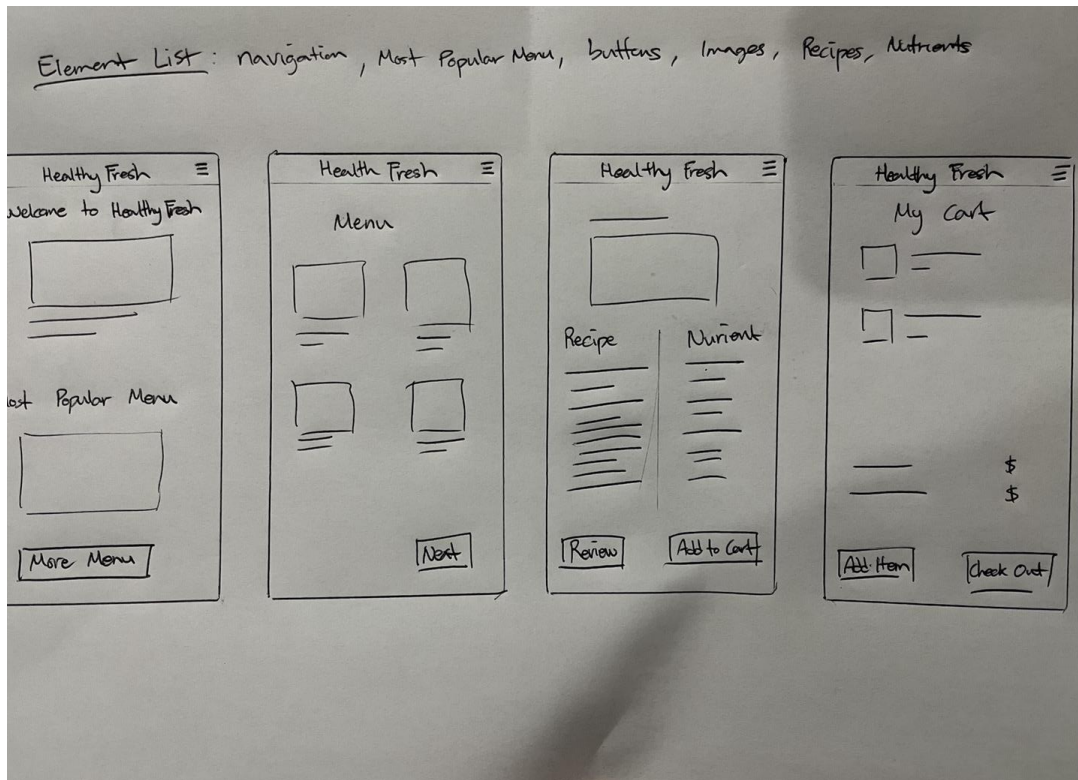 Element List: navigation, Most Popular Menu, buttons, Images, Recipes, Nutrients
Healthy Fresh
Welcome to Healthy Fresh
ost Popular Menu
More Menu
Health Fresh
Menu
Next
Healthy Fresh
Recipe
Nurient
Review
Add to Cart
Healthy Fresh
My Cart
$
$
Add Item
Check Out